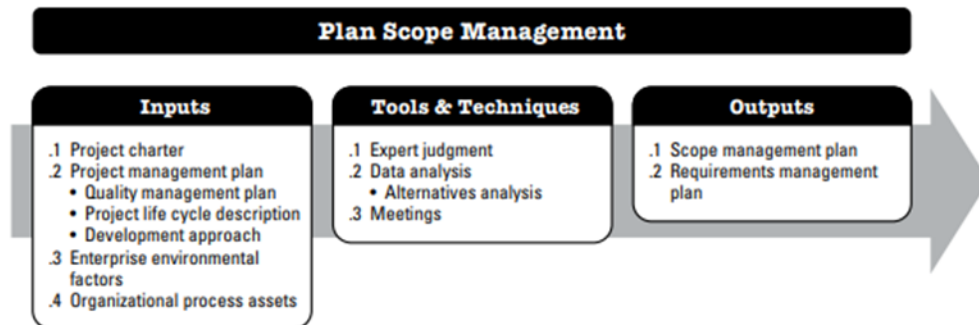 Plan Scope Management
Inputs
.1 Project charter
.2 Project management plan
• Quality management plan
• Project life cycle description
• Development approach
.3 Enterprise environmental
factors
.4 Organizational process assets
Tools & Techniques
.1 Expert judgment
.2 Data analysis
• Alternatives analysis
.3 Meetings
Outputs
.1 Scope management plan
.2 Requirements management
plan